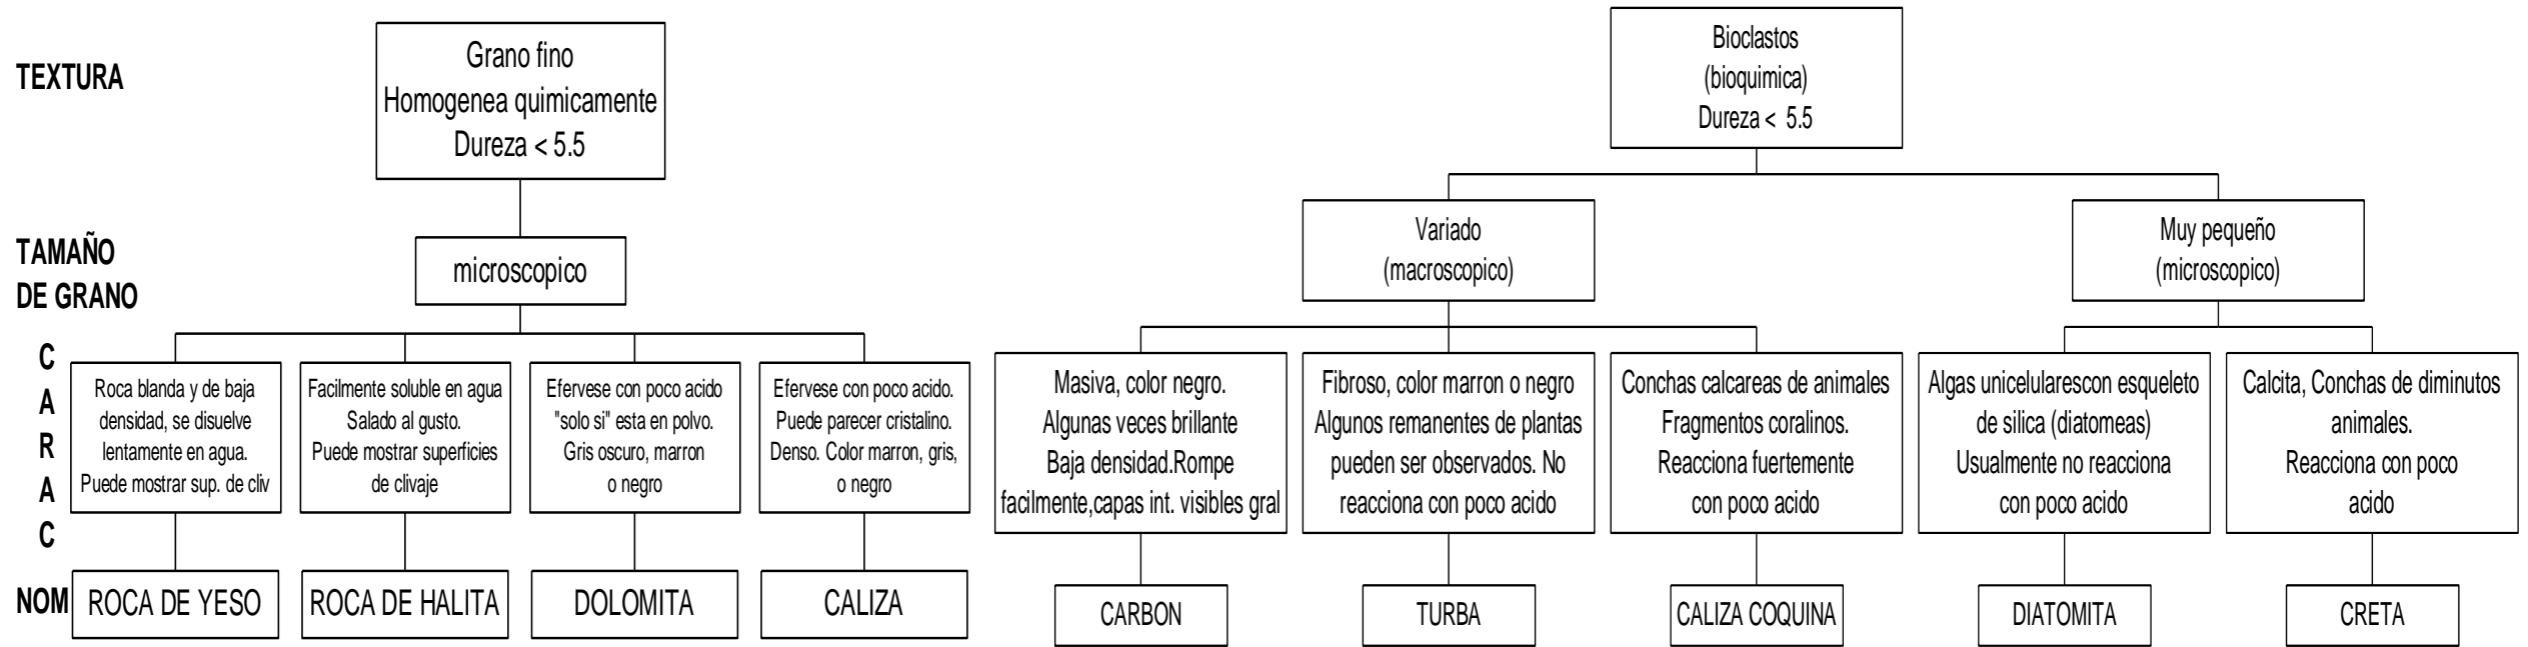 TEXTURA
Grano fino
Homogenea quimicamente
Dureza < 5.5
Bioclastos
(bioquimica)
Dureza < 5.5
TAMAÑO
DE GRANO
microscopico
Variado
(macroscopico)
Muy pequeño
(microscopico)
C
A
R
A
C
Roca blanda y de baja
densidad, se disuelve
lentamente en agua.
Puede mostrar sup. de cliv
Facilmente soluble en agua
Salado al gusto.
Puede mostrar superficies
de clivaje
Efervese con poco acido
"solo si" esta en polvo.
Gris oscuro, marron
o negro
Efervese con poco acido.
Puede parecer cristalino.
Denso. Color marron, gris,
o negro
Masiva, color negro.
Algunas veces brillante
Baja densidad.Rompe
facilmente,capas int. visibles gral
Fibroso, color marron o negro
Algunos remanentes de plantas
pueden ser observados. No
reacciona con poco acido
Conchas calcareas de animales
Fragmentos coralinos.
Reacciona fuertemente
con poco acido
Algas unicelularescon esqueleto
de silica (diatomeas)
Usualmente no reacciona
con poco acido
Calcita, Conchas de diminutos
animales.
Reacciona con poco
acido
NOM
ROCA DE YESO
ROCA DE HALITA
DOLOMITA
CALIZA
CARBON
TURBA
CALIZA COQUINA
DIATOMITA
CRETA